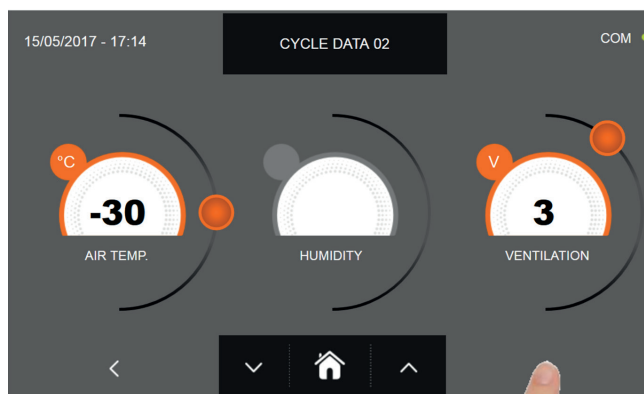 15/05/2017 - 17:14
CYCLE DATA 02
COM
°C
-30
AIR TEMP.
HUMIDITY
V
3
VENTILATION